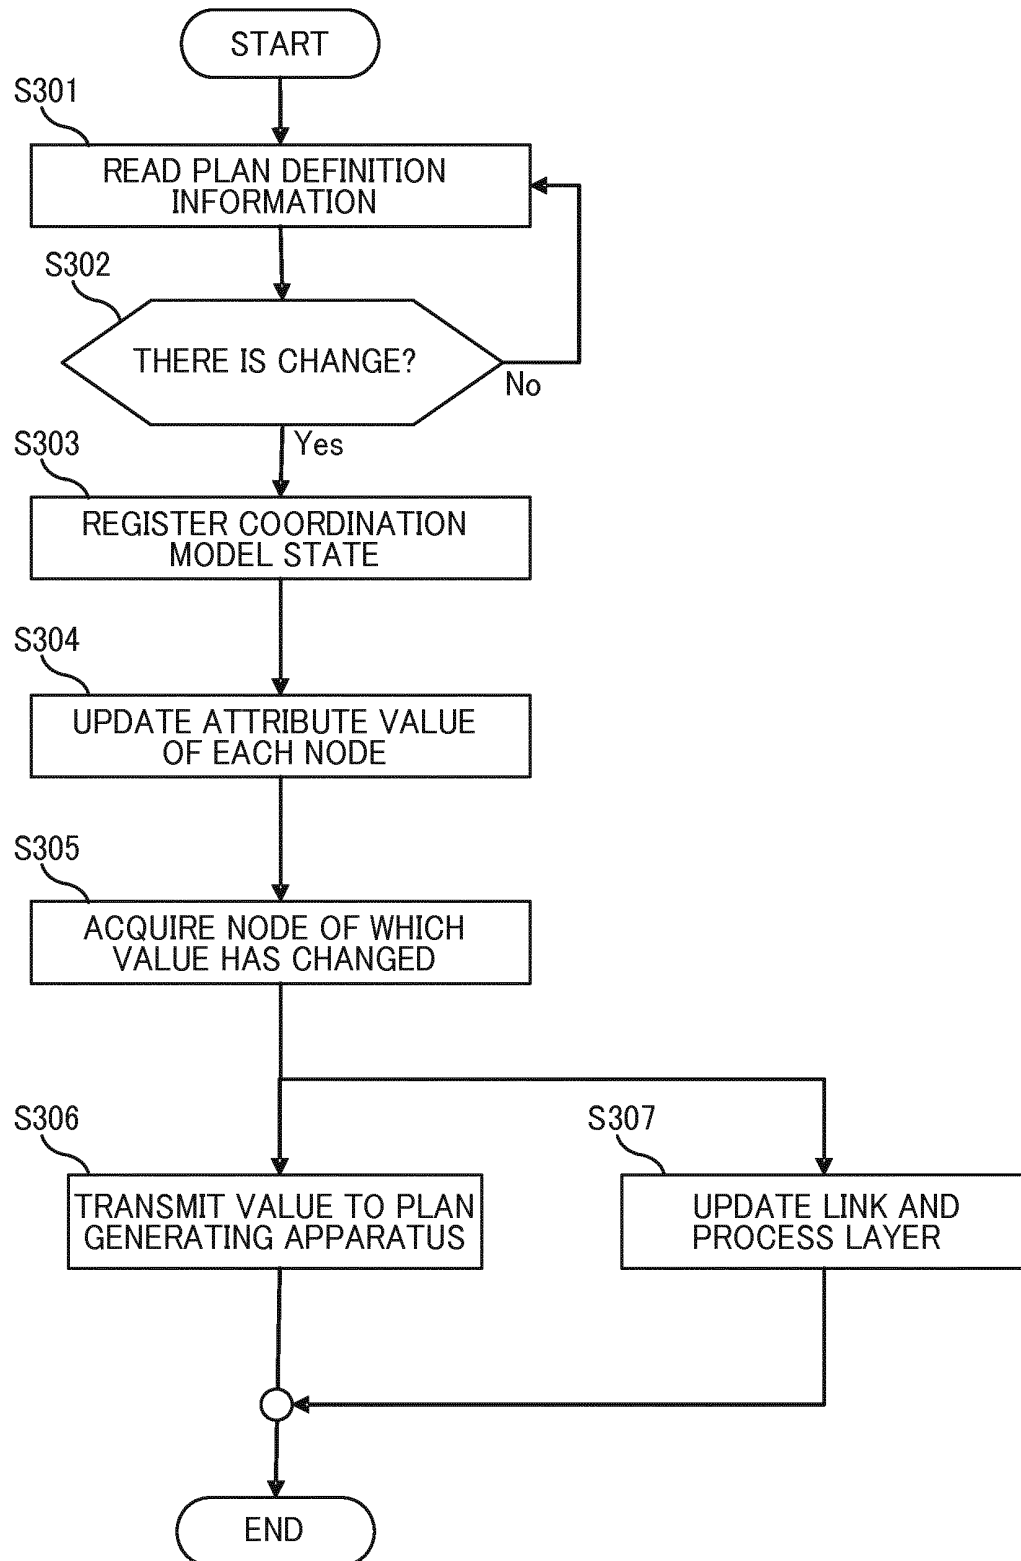 START
S301
READ PLAN DEFINITION
INFORMATION
S302
THERE IS CHANGE?
No
Yes
S303
REGISTER COORDINATION
MODEL STATE
S304
UPDATE ATTRIBUTE VALUE
OF EACH NODE
S305
ACQUIRE NODE OF WHICH
VALUE HAS CHANGED
S306
TRANSMIT VALUE TO PLAN
GENERATING APPARATUS
S307
UPDATE LINK AND
PROCESS LAYER
END